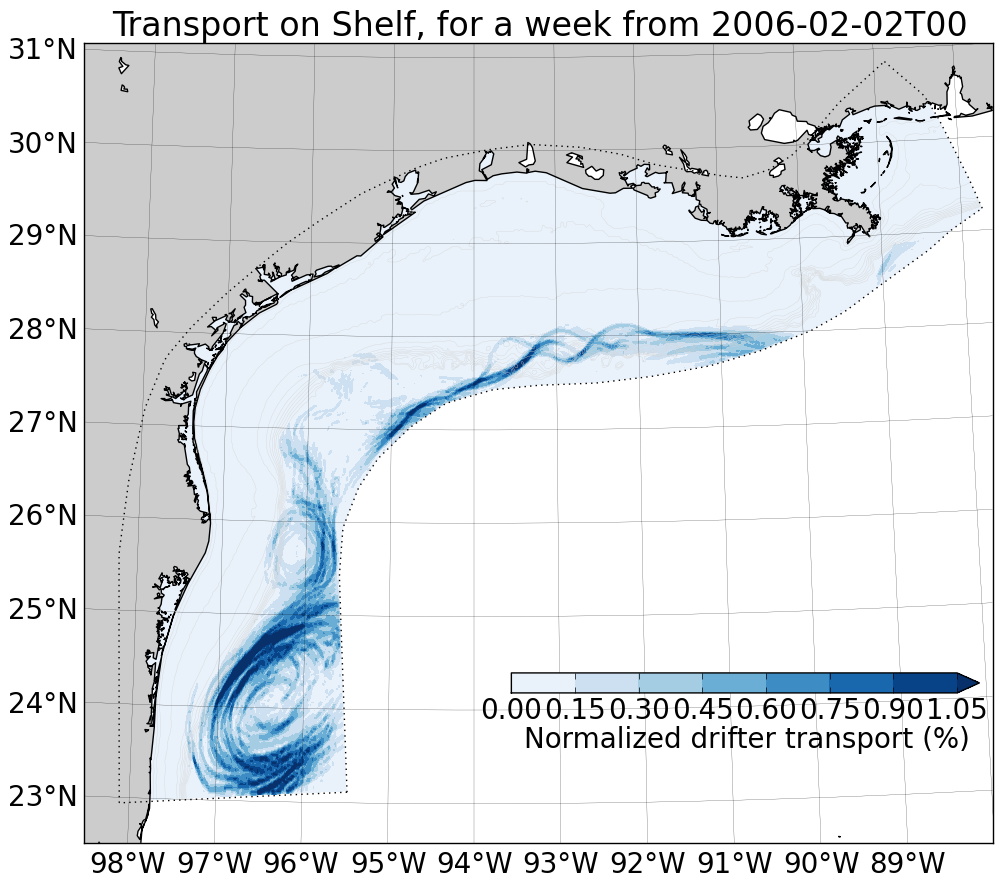 Transport on Shelf, for a week from 2006-02-02T00
31°N
30°N
29°N
28°N
27°N
26°N
25°N
24°N
23°N
0.00 0.15 0.30 0.45 0.60 0.75 0.90 1.05
Normalized drifter transport (%)
98°W 97°W 96°W 95°W 94°W 93°W 92°W 91°W 90°W 89°W